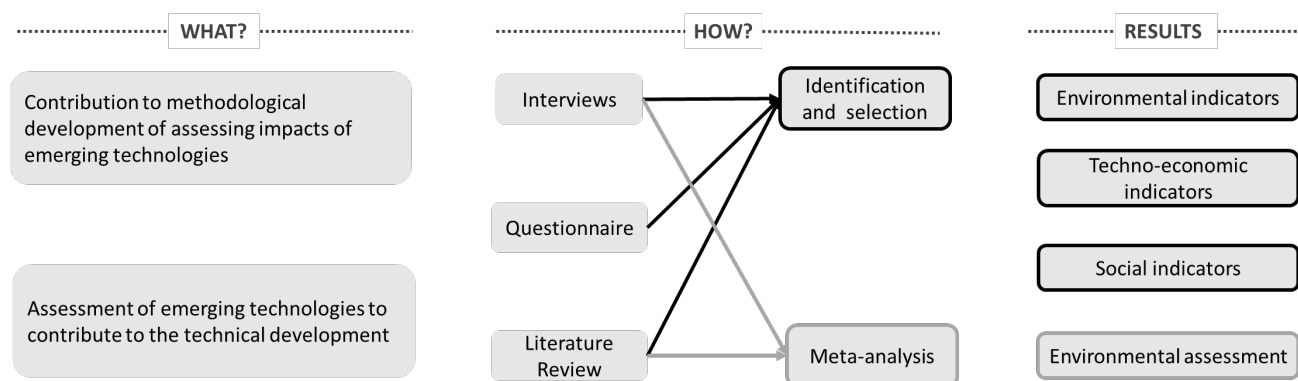 WHAT?
HOW?
RESULTS
Contribution to methodological
development of assessing impacts of
emerging technologies
Assessment of emerging technologies to
contribute to the technical development
Interviews
Questionnaire
Literature
Review
Identification
and selection
Meta-analysis
Environmental indicators
Techno-economic
indicators
Social indicators
Environmental assessment